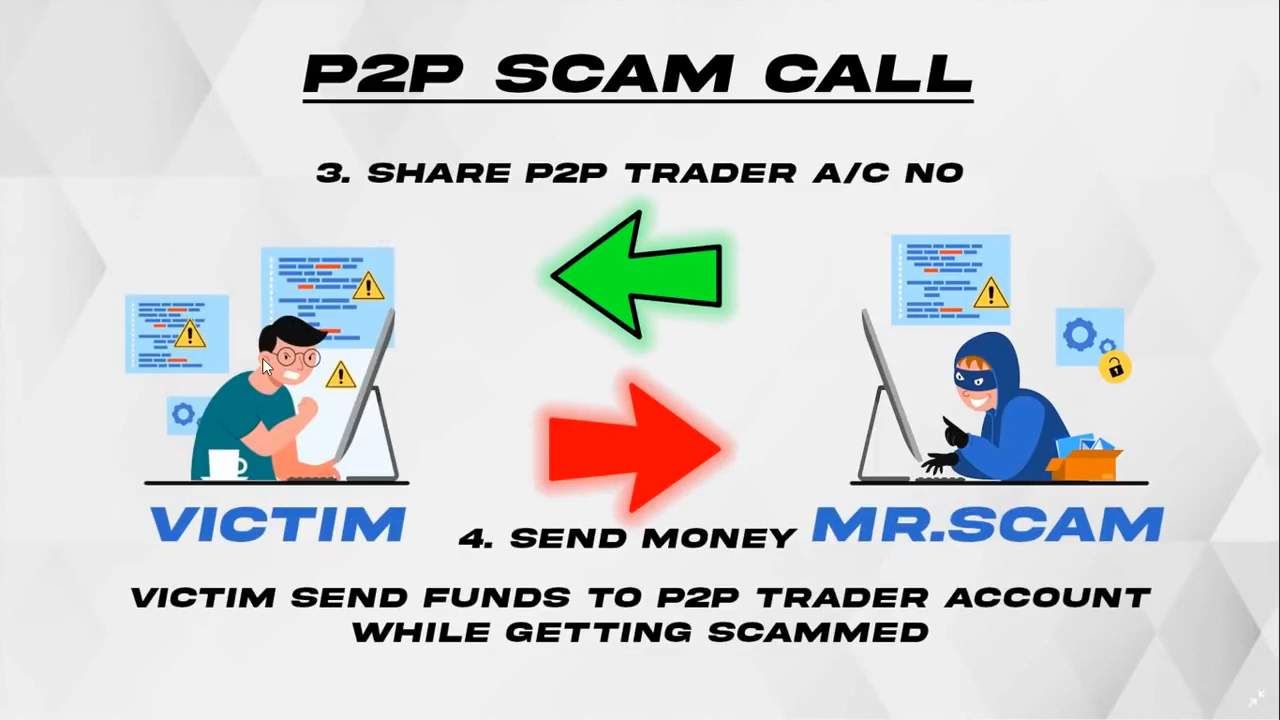 P2P SCAM CALL
3. SHARE P2P TRADER A/C NO
VICTIM
MR.SCAM
4. SEND MONEY
VICTIM SEND FUNDS TO P2P TRADER ACCOUNT
WHILE GETTING SCAMMED